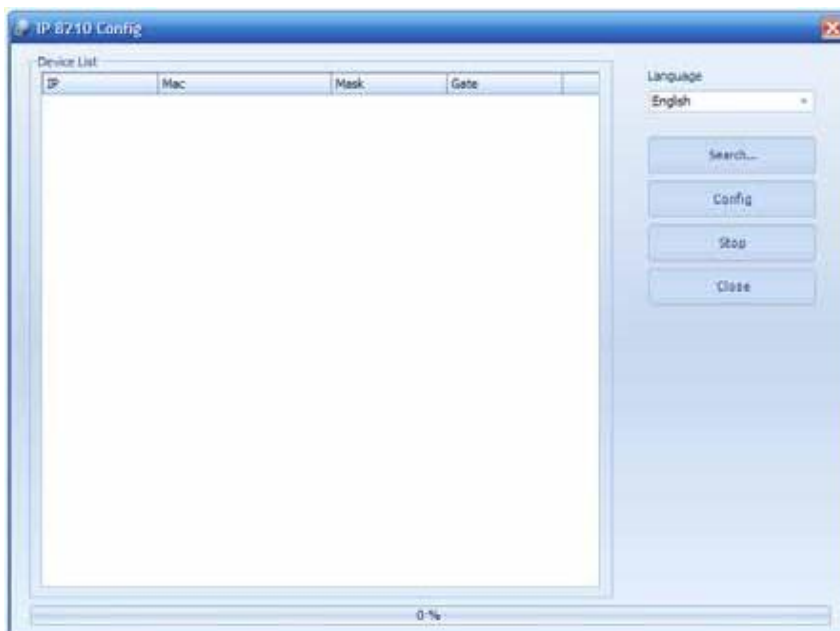 IP 8210 Config
Device List
IP Mac Mask Gate
Language
English
Search...
Config
Stop
Close
0 %